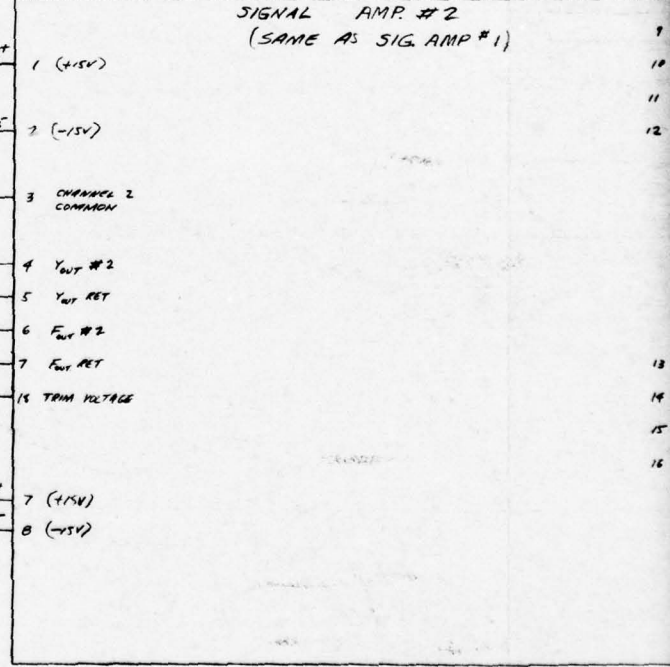 SIGNAL AMP. #2
(SAME AS SIG. AMP #1)
1 (+15V)
2 (-15V)
3 CHANNEL 2
COMMON
4 YOUT #2
5 YOUT RET
6 FOUT #2
7 FOUT RET
18 TRIM VOLTAGE
7 (+15V)
8 (-15V)
9
10
11
12
13
14
15
16